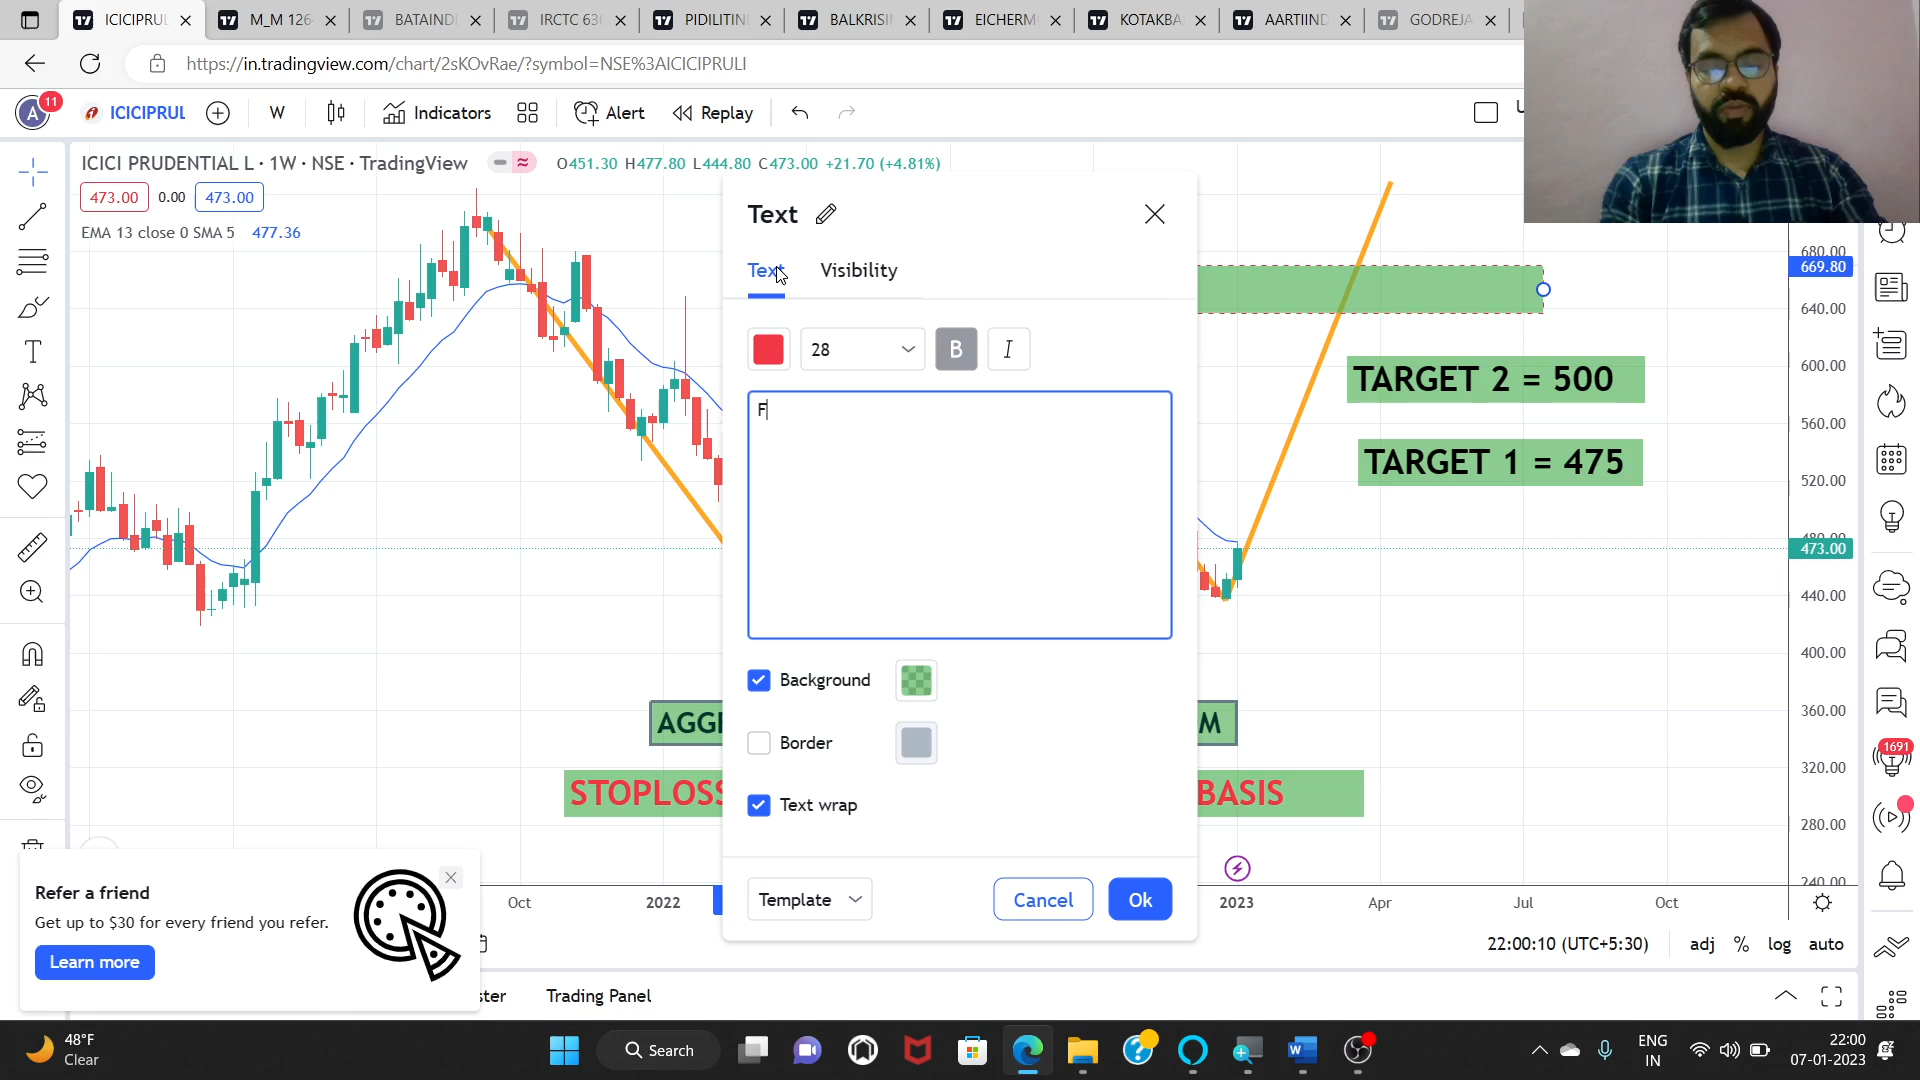 ICICIPRUL
M_M 126
BATAINDI
IRCTC 636
PIDILITIN
BALKRISI
EICHERM
KOTAKBA
AARTIIND
GODREJA
https://in.tradingview.com/chart/2sKOvRae/?symbol=NSE%3AICICIPRULI
A
11
ICICIPRUL
W
Indicators
Alert
Replay
ICICI PRUDENTIAL L · 1W · NSE · TradingView
O451.30 H477.80 L444.80 C473.00 +21.70 (+4.81%)
473.00
0.00
473.00
EMA 13 close 0 SMA 5 477.36
Text
Text
Visibility
28
B
I
F
Background
Border
Text wrap
Template
Cancel
Ok
TARGET 2 = 500
TARGET 1 = 475
AGGR
M
STOPLOSS
BASIS
680.00
669.80
640.00
600.00
560.00
520.00
480.00
473.00
440.00
400.00
360.00
320.00
280.00
240.00
1691
Oct
2022
2023
Apr
Jul
Oct
Refer a friend
Get up to $30 for every friend you refer.
Learn more
22:00:10 (UTC+5:30)
adj
%
log
auto
ster
Trading Panel
48°F
Clear
Search
ENG
IN
22:00
07-01-2023